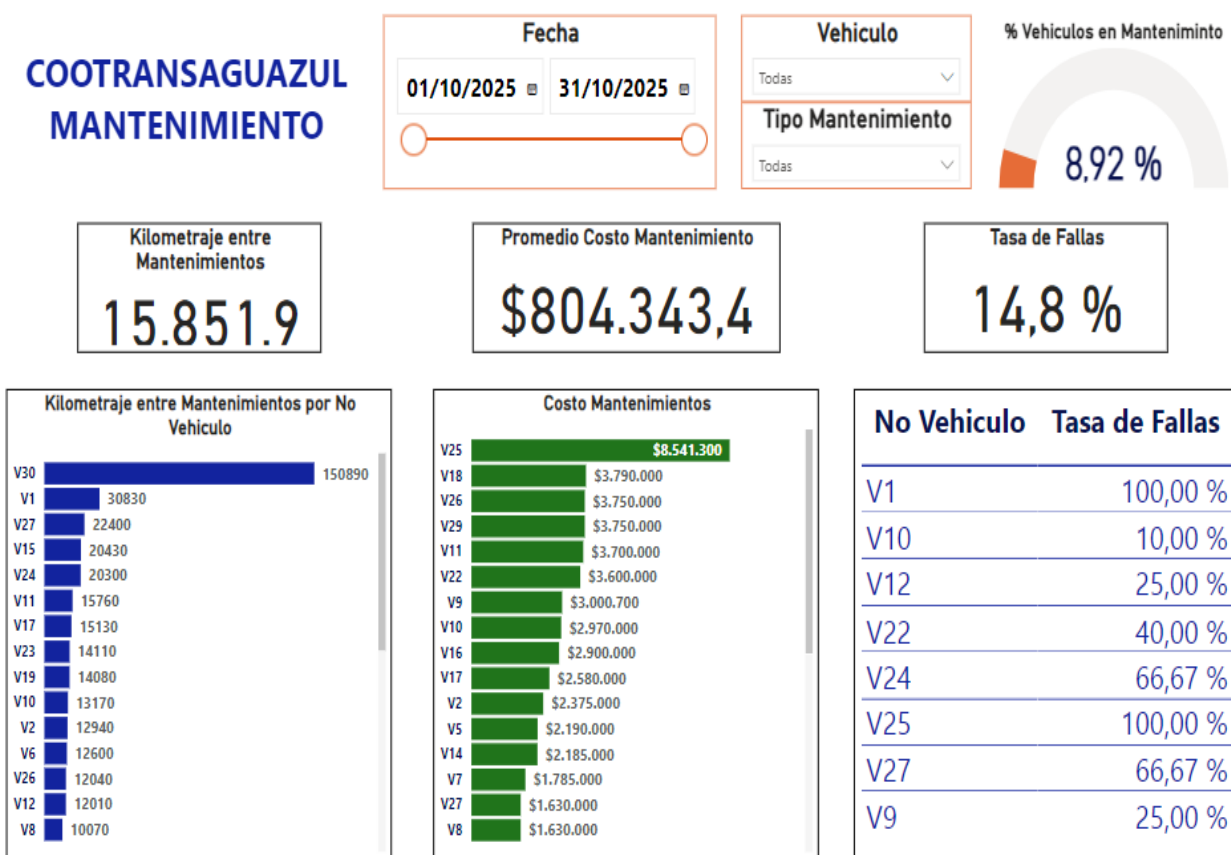 COOTRANSAGUAZUL
MANTENIMIENTO
Fecha
01/10/2025
31/10/2025
Vehiculo
Todas
Tipo Mantenimiento
Todas
% Vehiculos en Manteniminto
8,92 %
Kilometraje entre
Mantenimientos
15.851.9
Promedio Costo Mantenimiento
$804.343,4
Tasa de Fallas
14,8 %
Kilometraje entre Mantenimientos por No
Vehiculo
V30 150890
V1 30830
V27 22400
V15 20430
V24 20300
V11 15760
V17 15130
V23 14110
V19 14080
V10 13170
V2 12940
V6 12600
V26 12040
V12 12010
V8 10070
Costo Mantenimientos
V25 $8.541.300
V18 $3.790.000
V26 $3.750.000
V29 $3.750.000
V11 $3.700.000
V22 $3.600.000
V9 $3.000.700
V10 $2.970.000
V16 $2.900.000
V17 $2.580.000
V2 $2.375.000
V5 $2.190.000
V14 $2.185.000
V7 $1.785.000
V27 $1.630.000
V8 $1.630.000
No Vehiculo Tasa de Fallas
V1 100,00 %
V10 10,00 %
V12 25,00 %
V22 40,00 %
V24 66,67 %
V25 100,00 %
V27 66,67 %
V9 25,00 %